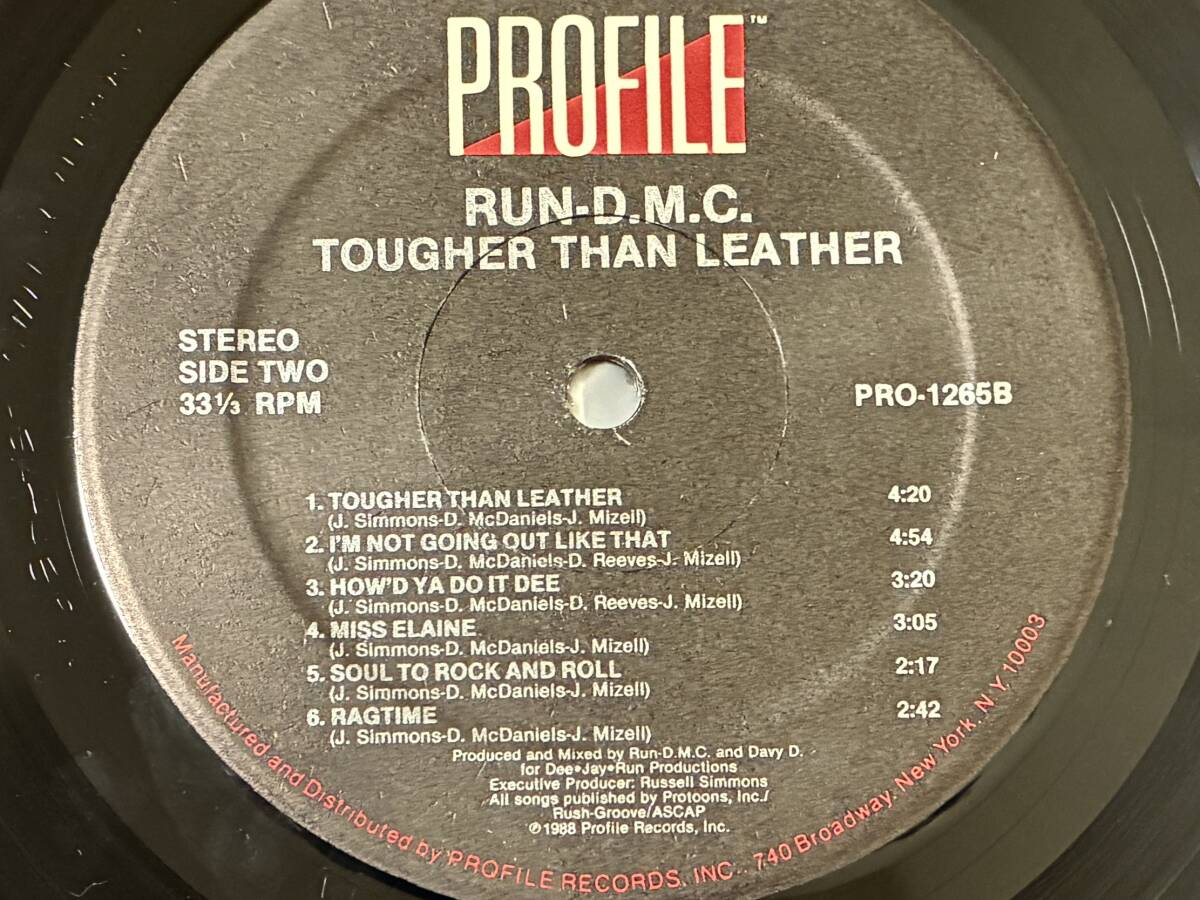 PROFILE™
RUN-D.M.C.
TOUGHER THAN LEATHER
STEREO
SIDE TWO
33 1/3 RPM
PRO-1265B
1. TOUGHER THAN LEATHER 4:20
(J. Simmons-D. McDaniels-J. Mizell)
2. I'M NOT GOING OUT LIKE THAT 4:54
(J. Simmons-D. McDaniels-D. Reeves-J. Mizell)
3. HOW'D YA DO IT DEE 3:20
(J. Simmons-D. McDaniels-D. Reeves-J. Mizell)
4. MISS ELAINE 3:05
(J. Simmons-D. McDaniels-J. Mizell)
5. SOUL TO ROCK AND ROLL 2:17
(J. Simmons-D. McDaniels-J. Mizell)
6. RAGTIME 2:42
(J. Simmons-D. McDaniels-J. Mizell)
Produced and Mixed by Run-D.M.C. and Davy D.
for Dee•Jay•Run Productions
Executive Producer: Russell Simmons
All songs published by Protoons, Inc./
Rush-Groove/ASCAP
℗1988 Profile Records, Inc.
Manufactured and Distributed by PROFILE RECORDS, INC., 740 Broadway, New York, N.Y. 10003